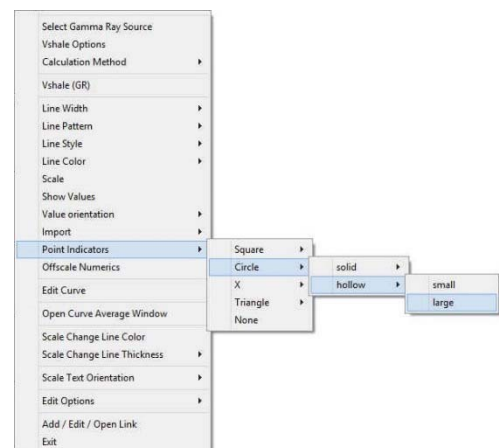 Select Gamma Ray Source
Vshale Options
Calculation Method
Vshale (GR)
Line Width
Line Pattern
Line Style
Line Color
Scale
Show Values
Value orientation
Import
Point Indicators
Offscale Numerics
Edit Curve
Open Curve Average Window
Scale Change Line Color
Scale Change Line Thickness
Scale Text Orientation
Edit Options
Add / Edit / Open Link
Exit
Square
Circle
X
Triangle
None
solid
hollow
small
large